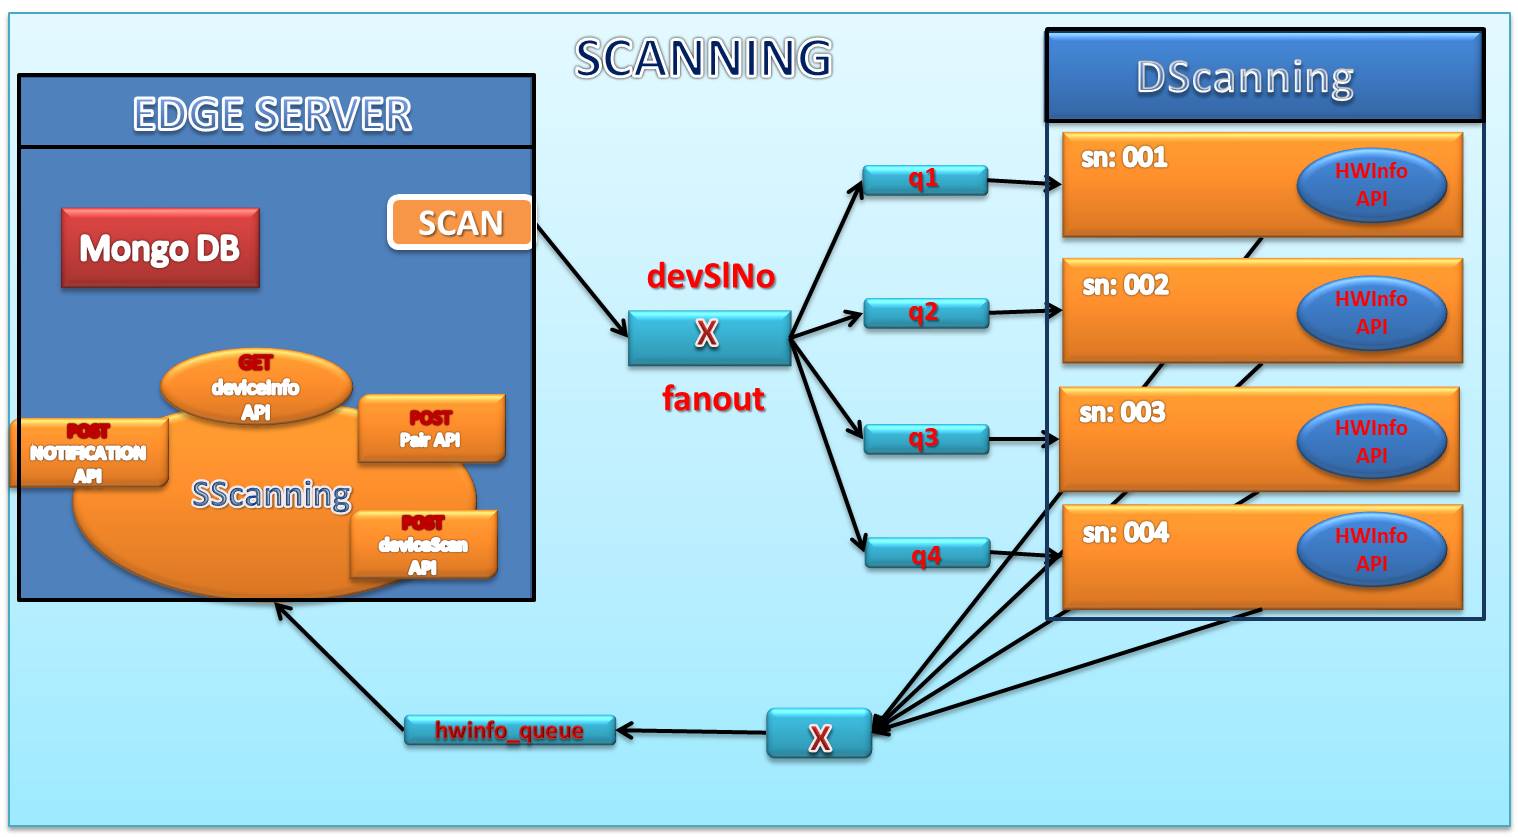 SCANNING
EDGE SERVER
Mongo DB
SCAN
GET
deviceInfo
API
POST
NOTIFICATION
API
POST
Pair API
SScanning
POST
deviceScan
API
devSlNo
X
fanout
q1
q2
q3
q4
DScanning
sn: 001
HWInfo
API
sn: 002
HWInfo
API
sn: 003
HWInfo
API
sn: 004
HWInfo
API
X
hwinfo_queue